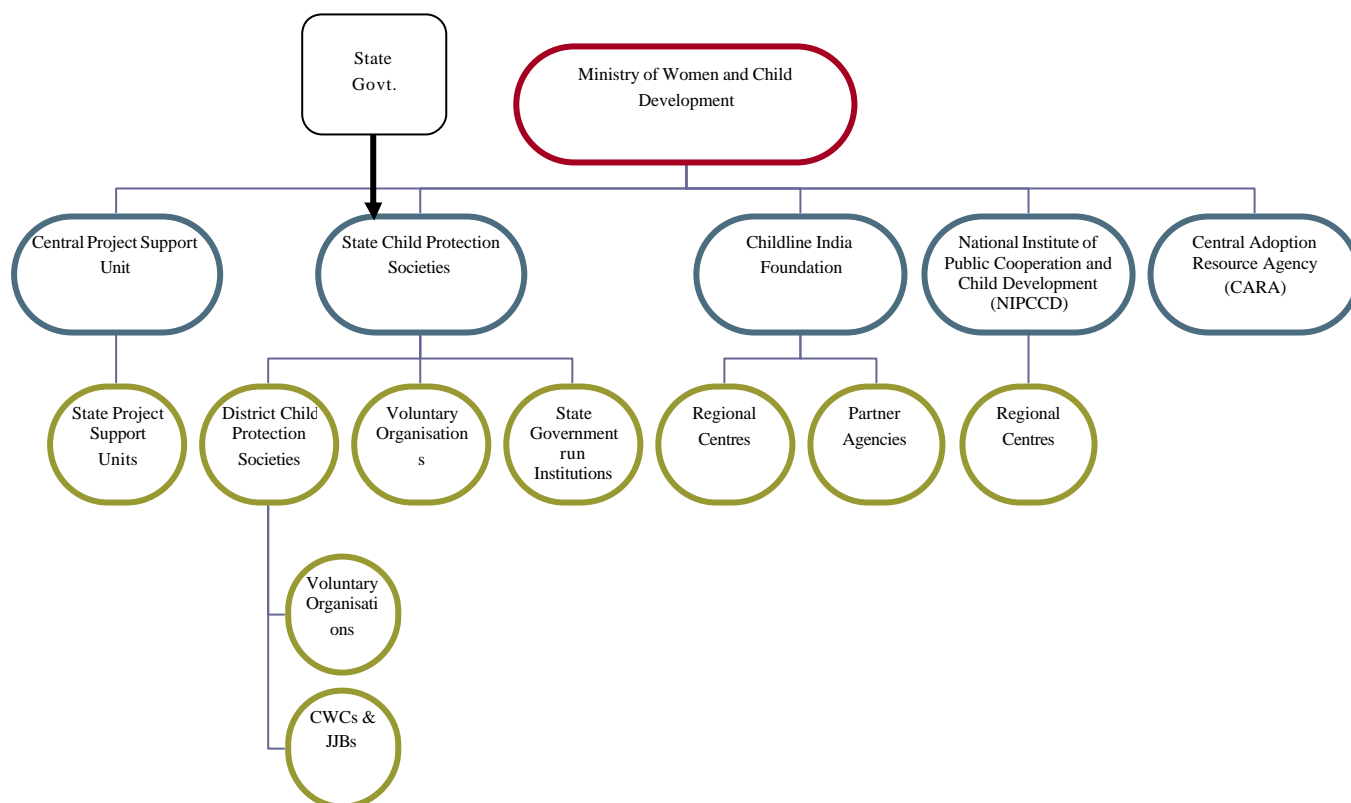 State
Govt.
Ministry of Women and Child
Development
Central Project Support
Unit
State Child Protection
Societies
Childline India
Foundation
National Institute of
Public Cooperation and
Child Development
(NIPCCD)
Central Adoption
Resource Agency
(CARA)
State Project
Support
Units
District Child
Protection
Societies
Voluntary
Organisation
s
State
Government
run
Institutions
Regional
Centres
Partner
Agencies
Regional
Centres
Voluntary
Organisati
ons
CWCs &
JJBs